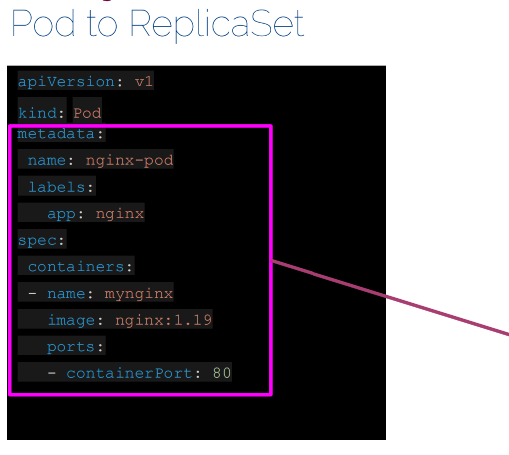 Pod to ReplicaSet
apiVersion: v1
kind: Pod
metadata:
name: nginx-pod
labels:
app: nginx
spec:
containers:
- name: mynginx
image: nginx:1.19
ports:
- containerPort: 80